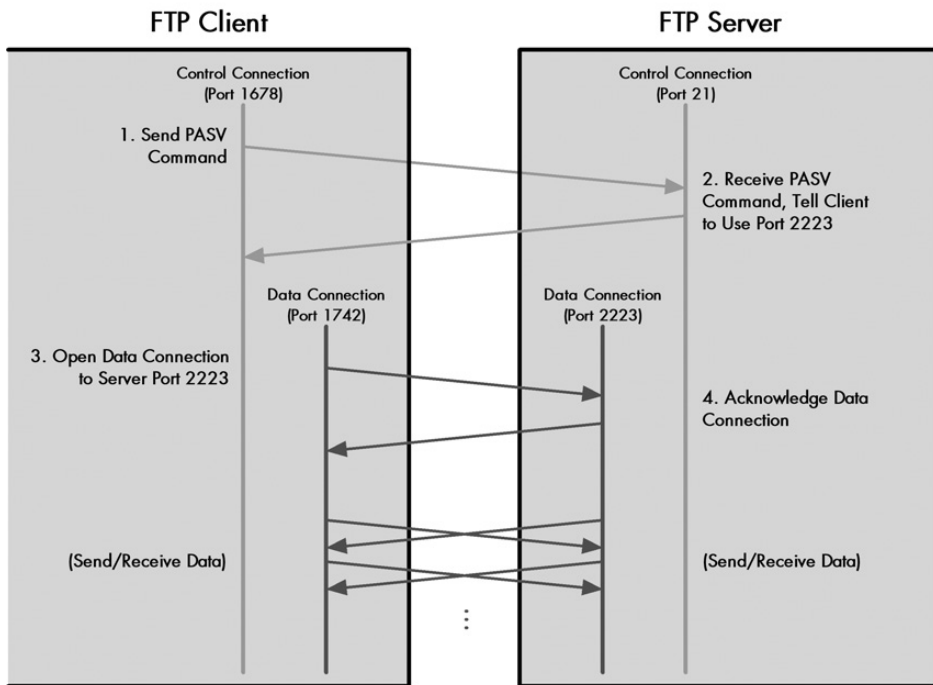 FTP Client
FTP Server
Control Connection
(Port 1678)
Control Connection
(Port 21)
1. Send PASV
Command
2. Receive PASV
Command, Tell Client
to Use Port 2223
Data Connection
(Port 1742)
Data Connection
(Port 2223)
3. Open Data Connection
to Server Port 2223
4. Acknowledge Data
Connection
(Send/Receive Data)
(Send/Receive Data)